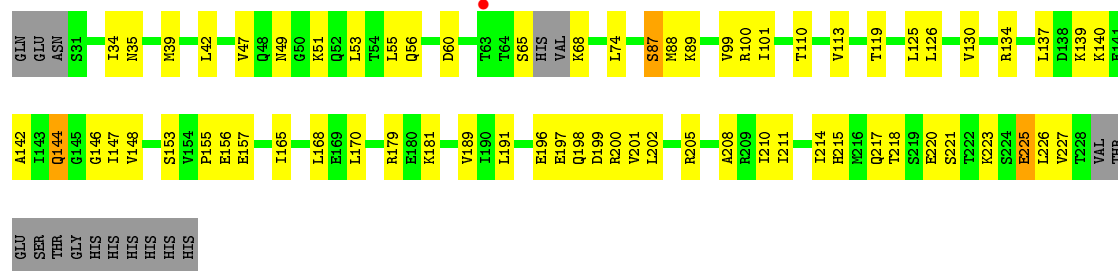 GLN GLU ASN S31 I34 N35 M39 L42 V47 Q48 N49 G50 K51 Q52 L53 T54 L55 Q56 D60 T63 T64 S65 HIS VAL K68 L74 S87 M88 K89 V99 R100 I101 T110 V113 T119 L125 L126 V130 R134 L137 D138 K139 K140 E141
A142 I143 Q144 G145 G146 I147 V148 S153 V154 P155 E156 E157 I165 L168 E169 L170 R179 E180 K181 V189 I190 L191 E196 E197 Q198 D199 R200 V201 L202 R205 A208 R209 I210 I211 I214 H215 M216 Q217 T218 S219 E220 S221 T222 K223 S224 E225 L226 V227 T228 VAL THR
GLU SER THR GLY HIS HIS HIS HIS HIS HIS